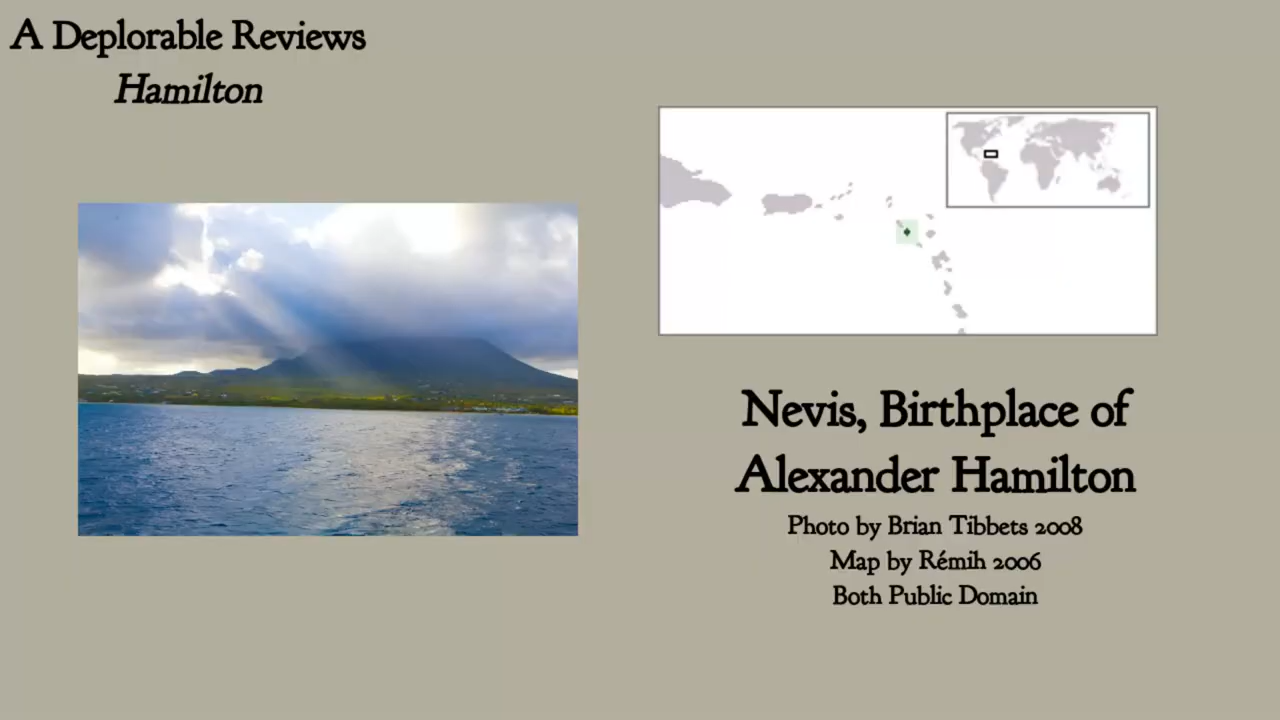 A Deplorable Reviews
Hamilton
Nevis, Birthplace of
Alexander Hamilton
Photo by Brian Tibbets 2008
Map by Rémih 2006
Both Public Domain